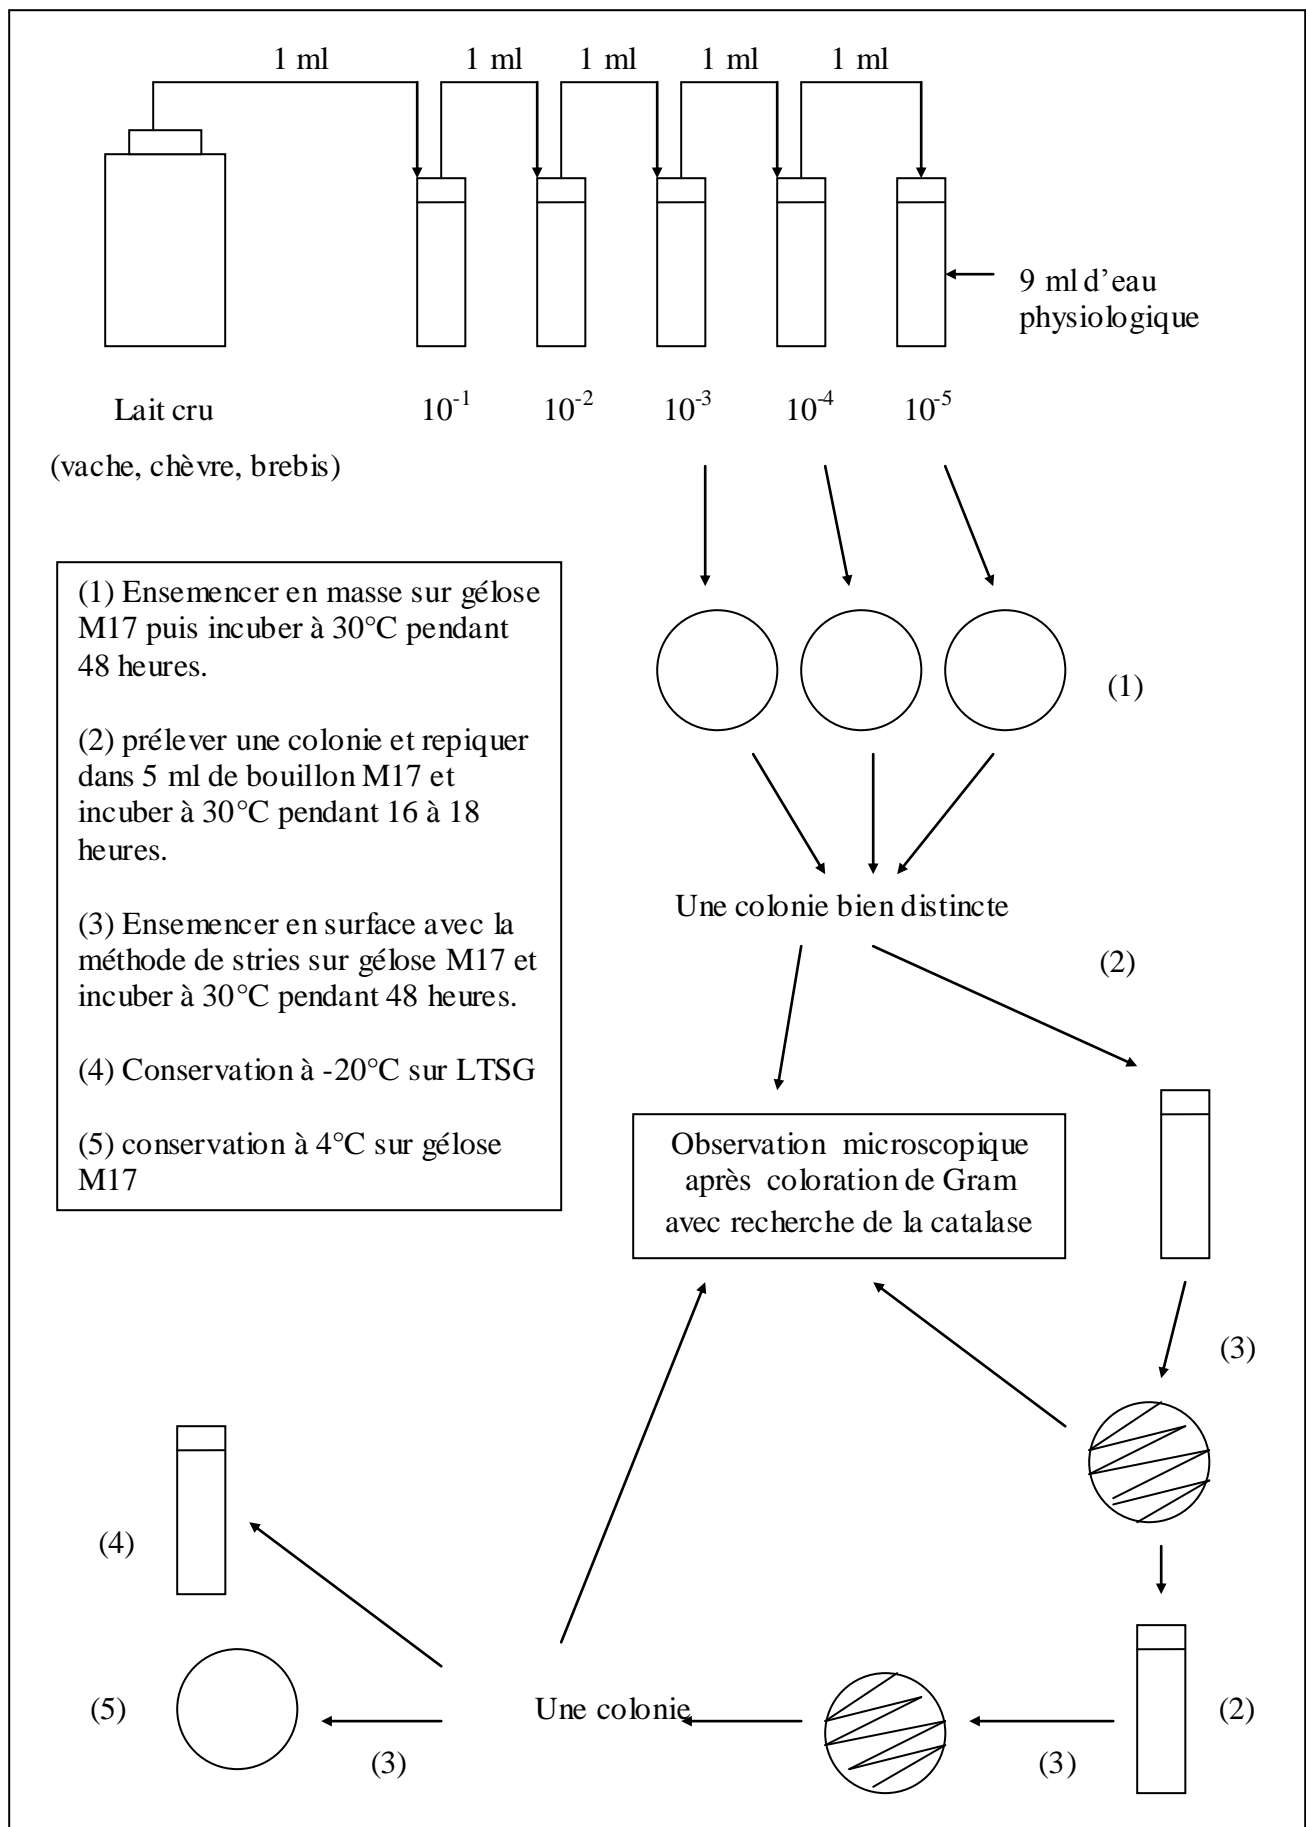 1 ml 1 ml 1 ml 1 ml 1 ml
9 ml d’eau
physiologique
Lait cru 10-1 10-2 10-3 10-4 10-5
(vache, chèvre, brebis)
(1) Ensemencer en masse sur gélose
M17 puis incuber à 30°C pendant
48 heures.
(2) prélever une colonie et repiquer
dans 5 ml de bouillon M17 et
incuber à 30°C pendant 16 à 18
heures.
(3) Ensemencer en surface avec la
méthode de stries sur gélose M17 et
incuber à 30°C pendant 48 heures.
(4) Conservation à -20°C sur LTSG
(5) conservation à 4°C sur gélose
M17
(1)
Une colonie bien distincte
(2)
Observation microscopique
après coloration de Gram
avec recherche de la catalase
(3)
(4)
(5)
Une colonie
(2)
(3)
(3)